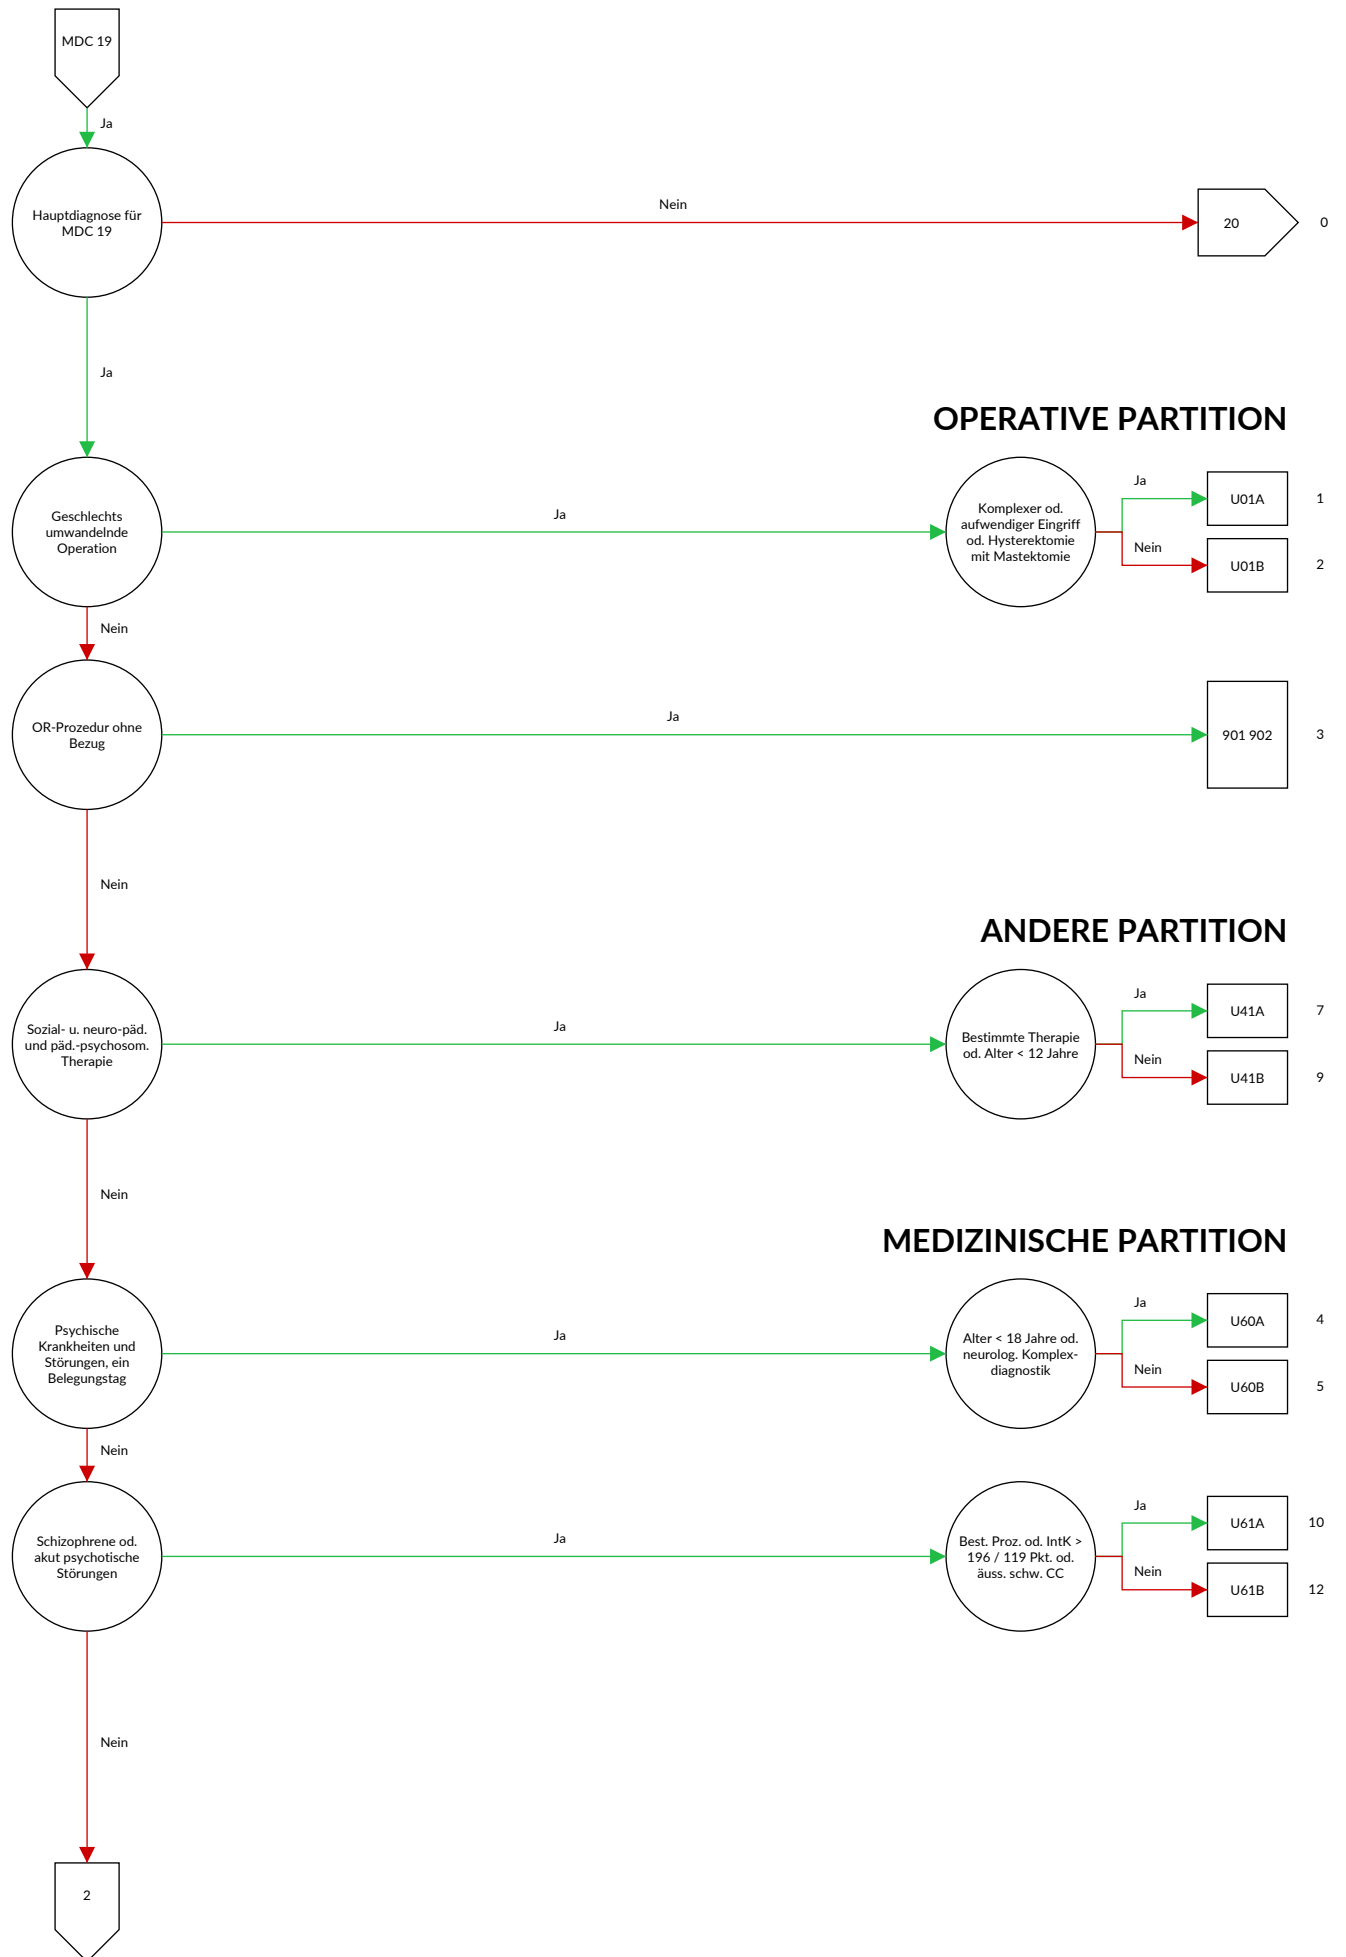 MDC 19
Ja
Hauptdiagnose für
MDC 19
Nein
20
0
Ja
OPERATIVE PARTITION
Geschlechts
umwandelnde
Operation
Ja
Komplexer od.
aufwendiger Eingriff
od. Hysterektomie
mit Mastektomie
Ja
U01A
1
Nein
U01B
2
Nein
OR-Prozedur ohne
Bezug
Ja
901 902
3
Nein
ANDERE PARTITION
Sozial- u. neuro-päd.
und päd.-psychosom.
Therapie
Ja
Bestimmte Therapie
od. Alter < 12 Jahre
Ja
U41A
7
Nein
U41B
9
Nein
MEDIZINISCHE PARTITION
Psychische
Krankheiten und
Störungen, ein
Belegungstag
Ja
Alter < 18 Jahre od.
neurolog. Komplex-
diagnostik
Ja
U60A
4
Nein
U60B
5
Nein
Schizophrene od.
akut psychotische
Störungen
Ja
Best. Proz. od. IntK >
196 / 119 Pkt. od.
äuss. schw. CC
Ja
U61A
10
Nein
U61B
12
Nein
2